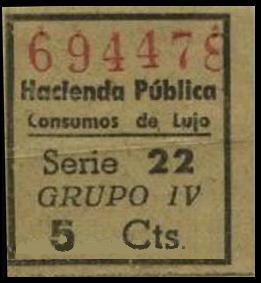 694478
Hacienda Pública
Consumos de Lujo
Serie 22
GRUPO IV
5 Cts.